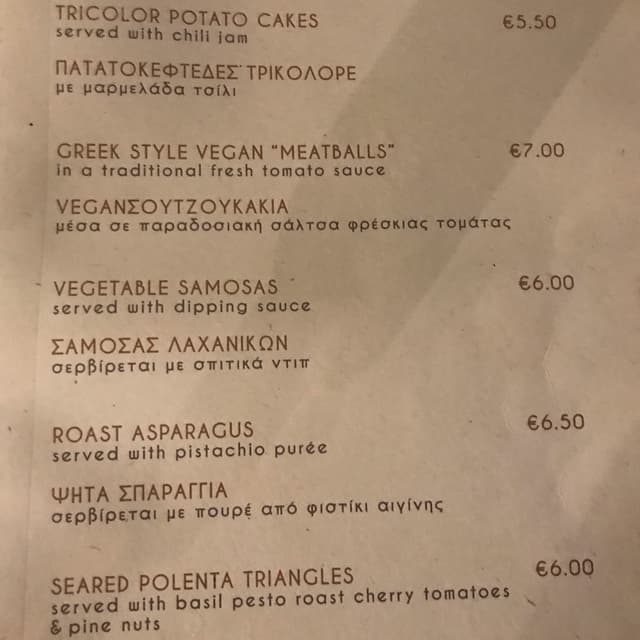 TRICOLOR POTATO CAKES €5.50
served with chili jam
ΠΑΤΑΤΟΚΕΦΤΕΔΕΣ ΤΡΙΚΟΛΟΡΕ
με μαρμελάδα τσίλι
GREEK STYLE VEGAN "MEATBALLS" €7.00
in a traditional fresh tomato sauce
VEGANΣΟΥΤΖΟΥΚΑΚΙΑ
μέσα σε παραδοσιακή σάλτσα φρέσκιας τομάτας
VEGETABLE SAMOSAS €6.00
served with dipping sauce
ΣΑΜΟΣΑΣ ΛΑΧΑΝΙΚΩΝ
σερβίρεται με σπιτικά ντιπ
ROAST ASPARAGUS €6.50
served with pistachio purée
ΨΗΤΑ ΣΠΑΡΑΓΓΙΑ
σερβίρεται με πουρέ από φιστίκι αιγίνης
SEARED POLENTA TRIANGLES €6.00
served with basil pesto roast cherry tomatoes
& pine nuts